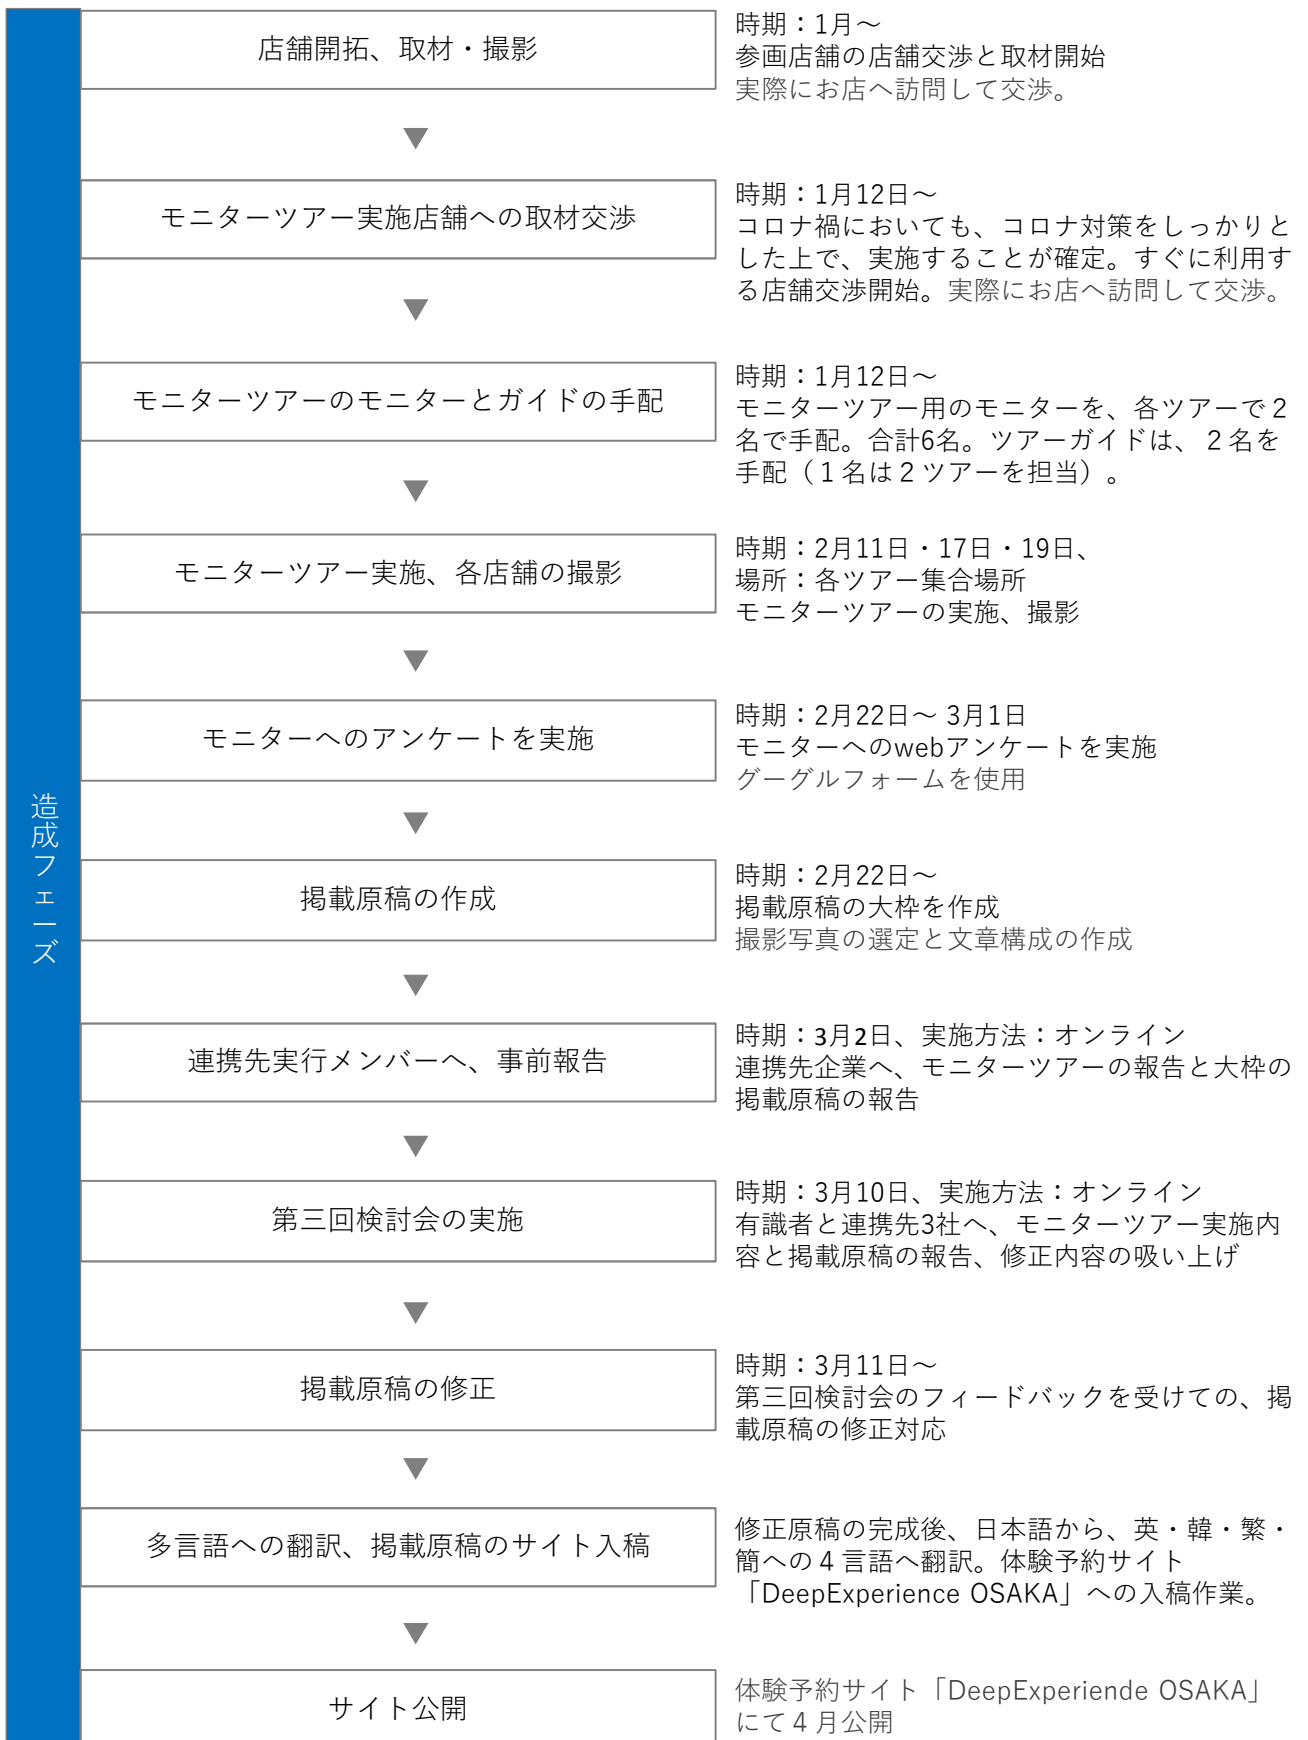 造成フェーズ
店舗開拓、取材・撮影
時期：1月～
参画店舗の店舗交渉と取材開始
実際にお店へ訪問して交渉。
▼
モニターツアー実施店舗への取材交渉
時期：1月12日～
コロナ禍においても、コロナ対策をしっかりと
した上で、実施することが確定。すぐに利用す
る店舗交渉開始。実際にお店へ訪問して交渉。
▼
モニターツアーのモニターとガイドの手配
時期：1月12日～
モニターツアー用のモニターを、各ツアーで２
名で手配。合計6名。ツアーガイドは、２名を
手配（１名は２ツアーを担当）。
▼
モニターツアー実施、各店舗の撮影
時期：2月11日・17日・19日、
場所：各ツアー集合場所
モニターツアーの実施、撮影
▼
モニターへのアンケートを実施
時期：2月22日～ 3月1日
モニターへのwebアンケートを実施
グーグルフォームを使用
▼
掲載原稿の作成
時期：2月22日～
掲載原稿の大枠を作成
撮影写真の選定と文章構成の作成
▼
連携先実行メンバーへ、事前報告
時期：3月2日、実施方法：オンライン
連携先企業へ、モニターツアーの報告と大枠の
掲載原稿の報告
▼
第三回検討会の実施
時期：3月10日、実施方法：オンライン
有識者と連携先3社へ、モニターツアー実施内
容と掲載原稿の報告、修正内容の吸い上げ
▼
掲載原稿の修正
時期：3月11日～
第三回検討会のフィードバックを受けての、掲
載原稿の修正対応
▼
多言語への翻訳、掲載原稿のサイト入稿
修正原稿の完成後、日本語から、英・韓・繁・
簡への４言語へ翻訳。体験予約サイト
「DeepExperience OSAKA」への入稿作業。
▼
サイト公開
体験予約サイト「DeepExperiende OSAKA」
にて４月公開